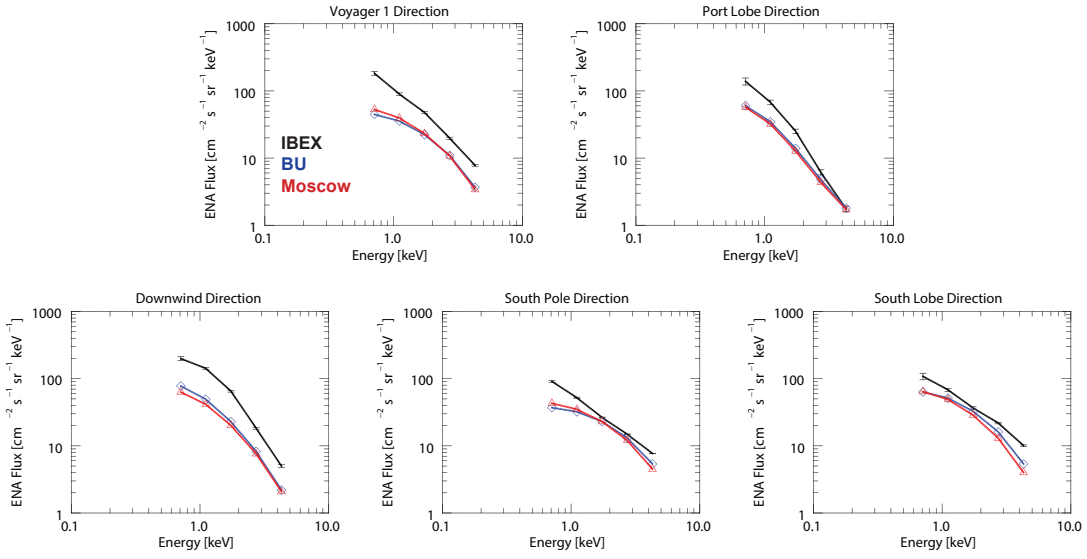 Voyager 1 Direction
1000
100
10
1
0.1
1.0
10.0
Energy [keV]
ENA Flux [cm ⁻² s ⁻¹ sr ⁻¹ keV ⁻¹]
IBEX
BU
Moscow
Port Lobe Direction
1000
100
10
1
0.1
1.0
10.0
Energy [keV]
ENA Flux [cm ⁻² s ⁻¹ sr ⁻¹ keV ⁻¹]
Downwind Direction
1000
100
10
1
0.1
1.0
10.0
Energy [keV]
ENA Flux [cm ⁻² s ⁻¹ sr ⁻¹ keV ⁻¹]
South Pole Direction
1000
100
10
1
0.1
1.0
10.0
Energy [keV]
ENA Flux [cm ⁻² s ⁻¹ sr ⁻¹ keV ⁻¹]
South Lobe Direction
1000
100
10
1
0.1
1.0
10.0
Energy [keV]
ENA Flux [cm ⁻² s ⁻¹ sr ⁻¹ keV ⁻¹]